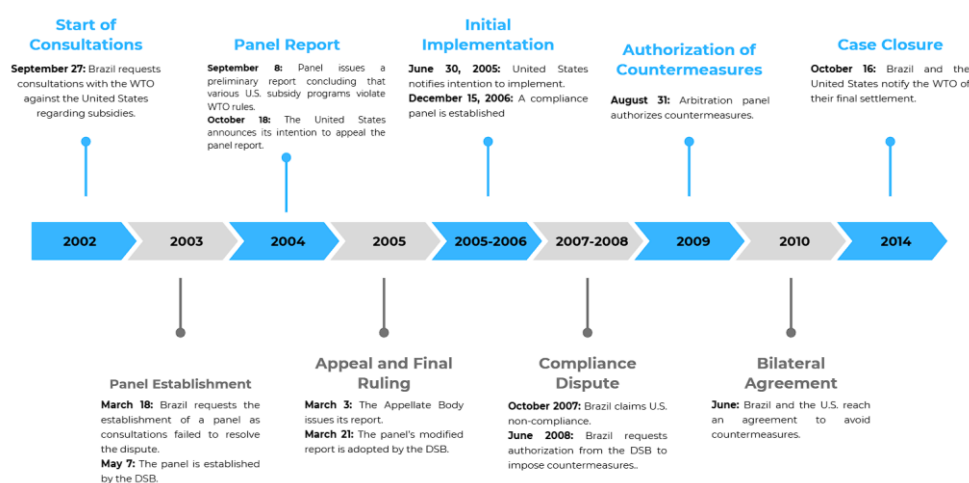 Start of
Consultations
September 27: Brazil requests
consultations with the WTO
against the United States
regarding subsidies.
Panel Report
September 8: Panel issues a
preliminary report concluding that
various U.S. subsidy programs violate
WTO rules.
October 18: The United States
announces its intention to appeal the
panel report.
Initial
Implementation
June 30, 2005: United States
notifies intention to implement.
December 15, 2006: A compliance
panel is established
Authorization of
Countermeasures
August 31: Arbitration panel
authorizes countermeasures.
Case Closure
October 16: Brazil and the
United States notify the WTO of
their final settlement.
2002
2003
2004
2005
2005-2006
2007-2008
2009
2010
2014
Panel Establishment
March 18: Brazil requests the
establishment of a panel as
consultations failed to resolve
the dispute.
May 7: The panel is established
by the DSB.
Appeal and Final
Ruling
March 3: The Appellate Body
issues its report.
March 21: The panel's modified
report is adopted by the DSB.
Compliance
Dispute
October 2007: Brazil claims U.S.
non-compliance.
June 2008: Brazil requests
authorization from the DSB to
impose countermeasures..
Bilateral
Agreement
June: Brazil and the U.S. reach
an agreement to avoid
countermeasures.